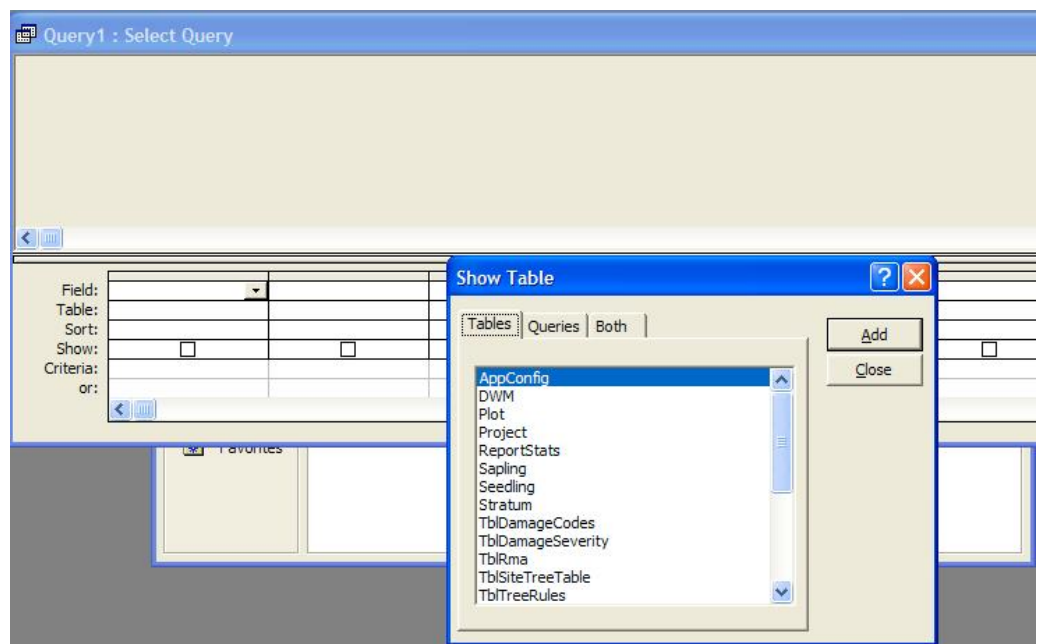 Query1 : Select Query
Field:
Table:
Sort:
Show:
Criteria:
or:
Favorites
Show Table
Tables Queries Both
Add
Close
AppConfig
DWM
Plot
Project
ReportStats
Sapling
Seedling
Stratum
TblDamageCodes
TblDamageSeverity
TblRma
TblSiteTreeTable
TblTreeRules